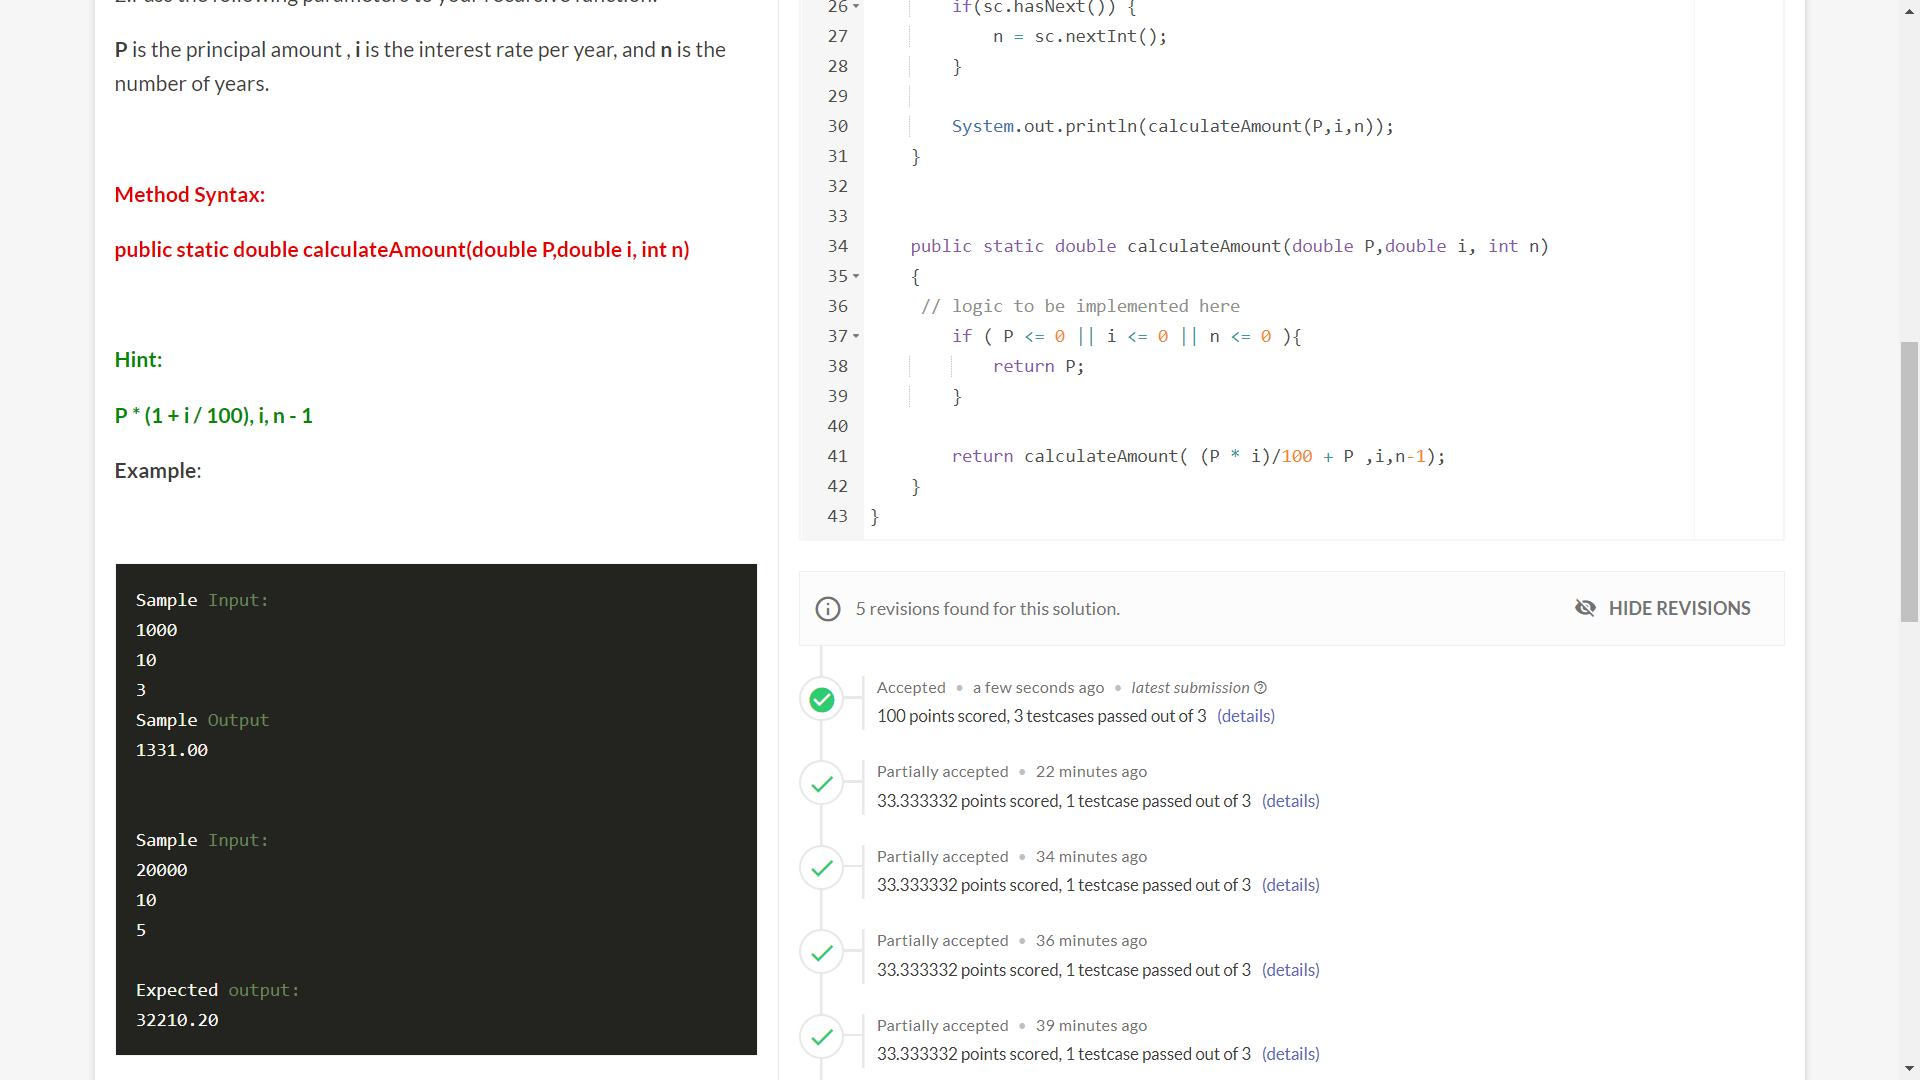 P is the principal amount , i is the interest rate per year, and n is the
number of years.
Method Syntax:
public static double calculateAmount(double P,double i, int n)
Hint:
P * (1 + i / 100), i, n - 1
Example:
Sample Input:
1000
10
3
Sample Output
1331.00
Sample Input:
20000
10
5
Expected output:
32210.20
26 if(sc.hasNext()) {
27 n = sc.nextInt();
28 }
29
30 System.out.println(calculateAmount(P,i,n));
31 }
32
33
34 public static double calculateAmount(double P,double i, int n)
35 {
36 // logic to be implemented here
37 if ( P <= 0 || i <= 0 || n <= 0 ){
38 return P;
39 }
40
41 return calculateAmount( (P * i)/100 + P ,i,n-1);
42 }
43 }
5 revisions found for this solution.
HIDE REVISIONS
Accepted • a few seconds ago • latest submission
100 points scored, 3 testcases passed out of 3 (details)
Partially accepted • 22 minutes ago
33.333332 points scored, 1 testcase passed out of 3 (details)
Partially accepted • 34 minutes ago
33.333332 points scored, 1 testcase passed out of 3 (details)
Partially accepted • 36 minutes ago
33.333332 points scored, 1 testcase passed out of 3 (details)
Partially accepted • 39 minutes ago
33.333332 points scored, 1 testcase passed out of 3 (details)